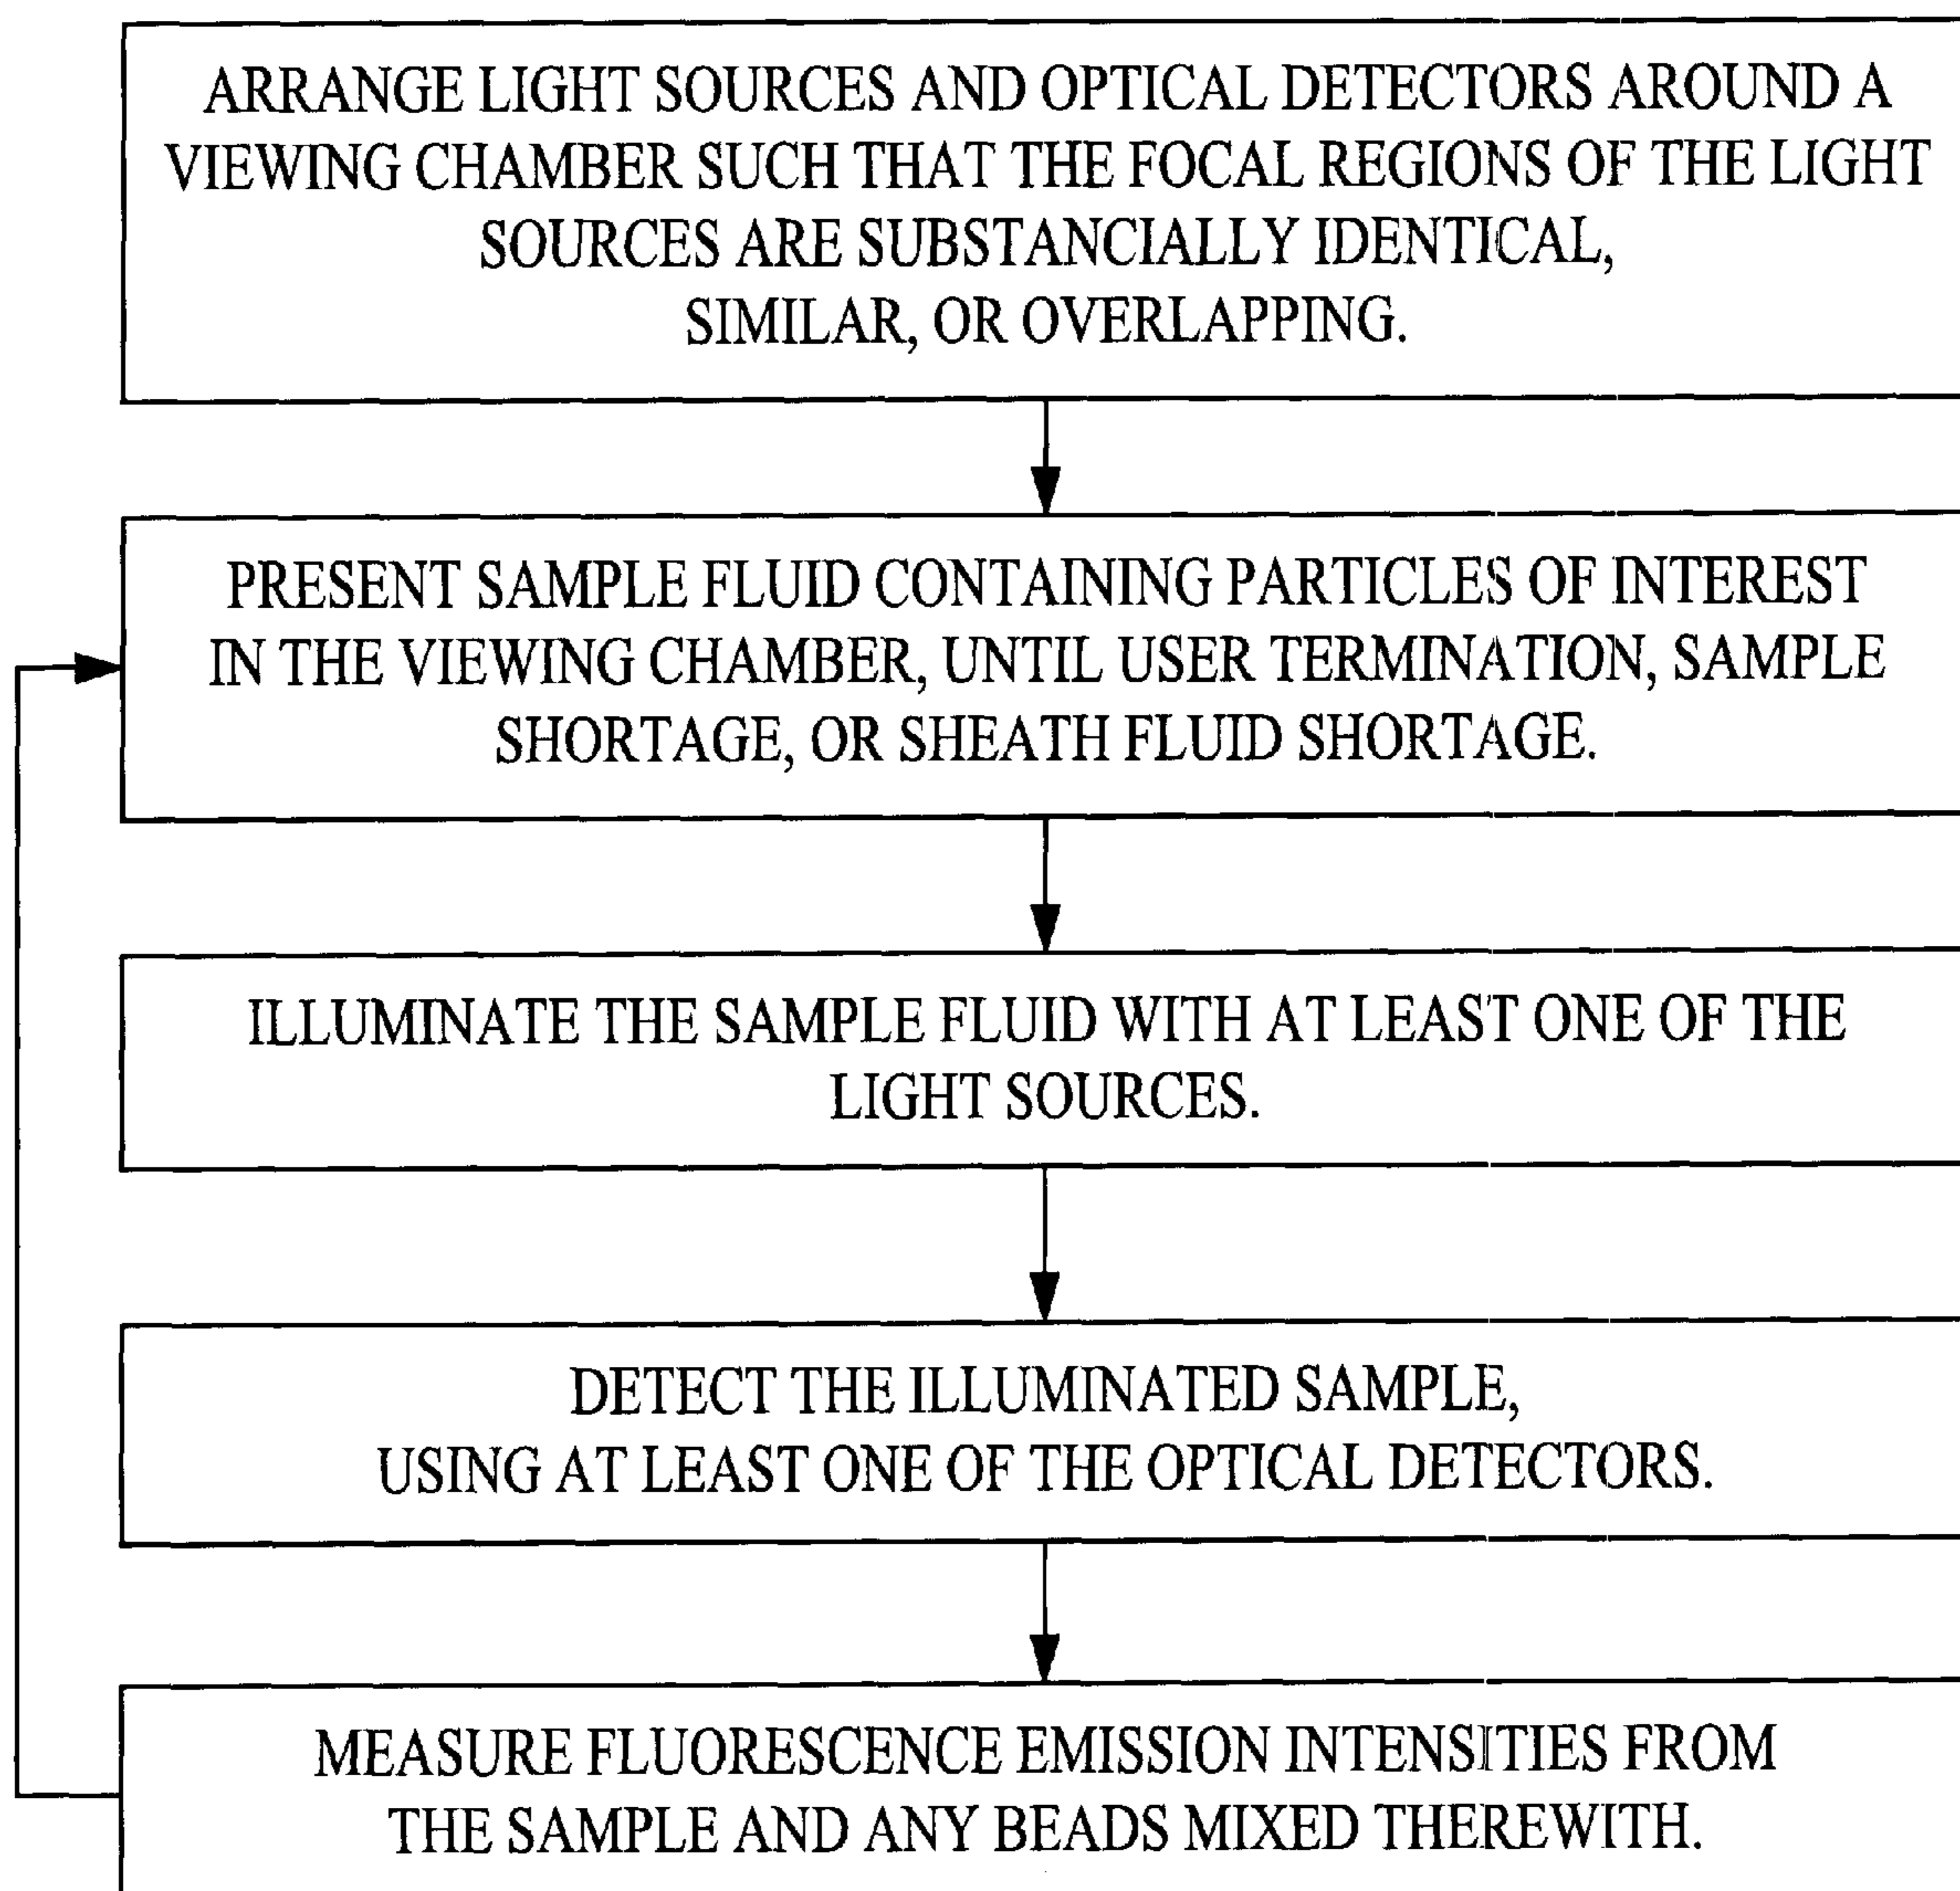 ARRANGE LIGHT SOURCES AND OPTICAL DETECTORS AROUND A
VIEWING CHAMBER SUCH THAT THE FOCAL REGIONS OF THE LIGHT
SOURCES ARE SUBSTANCIALLY IDENTICAL,
SIMILAR, OR OVERLAPPING.
PRESENT SAMPLE FLUID CONTAINING PARTICLES OF INTEREST
IN THE VIEWING CHAMBER, UNTIL USER TERMINATION, SAMPLE
SHORTAGE, OR SHEATH FLUID SHORTAGE.
ILLUMINATE THE SAMPLE FLUID WITH AT LEAST ONE OF THE
LIGHT SOURCES.
DETECT THE ILLUMINATED SAMPLE,
USING AT LEAST ONE OF THE OPTICAL DETECTORS.
MEASURE FLUORESCENCE EMISSION INTENSITIES FROM
THE SAMPLE AND ANY BEADS MIXED THEREWITH.